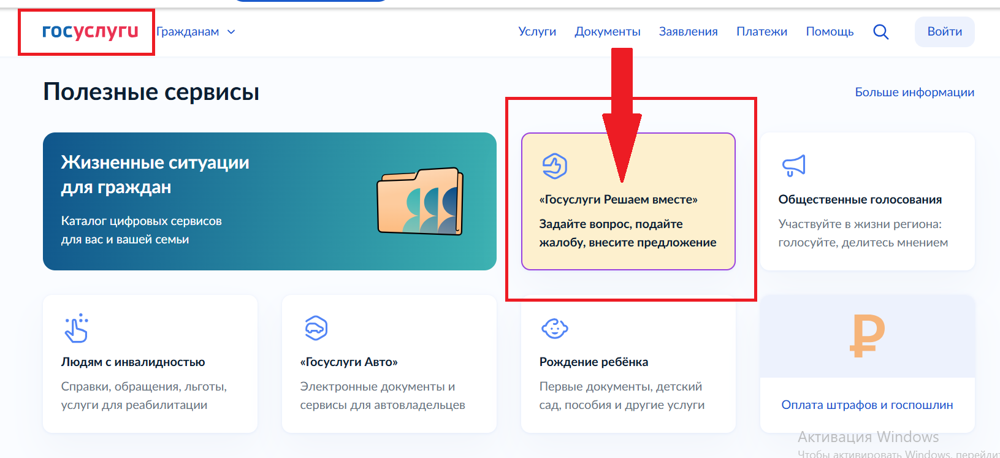 госуслуги Гражданам Услуги Документы Заявления Платежи Помощь Войти
Полезные сервисы
Больше информации
Жизненные ситуации
для граждан
Каталог цифровых сервисов
для вас и вашей семьи
«Госуслуги Решаем вместе»
Задайте вопрос, подайте
жалобу, внесите предложение
Общественные голосования
Участвуйте в жизни региона:
голосуйте, делитесь мнением
Людям с инвалидностью
Справки, обращения, льготы,
услуги для реабилитации
«Госуслуги Авто»
Электронные документы и
сервисы для автовладельцев
Рождение ребёнка
Первые документы, детский
сад, пособия и другие услуги
₽
Оплата штрафов и госпошлин
Активация Windows
Чтобы активировать Windows, перейдит